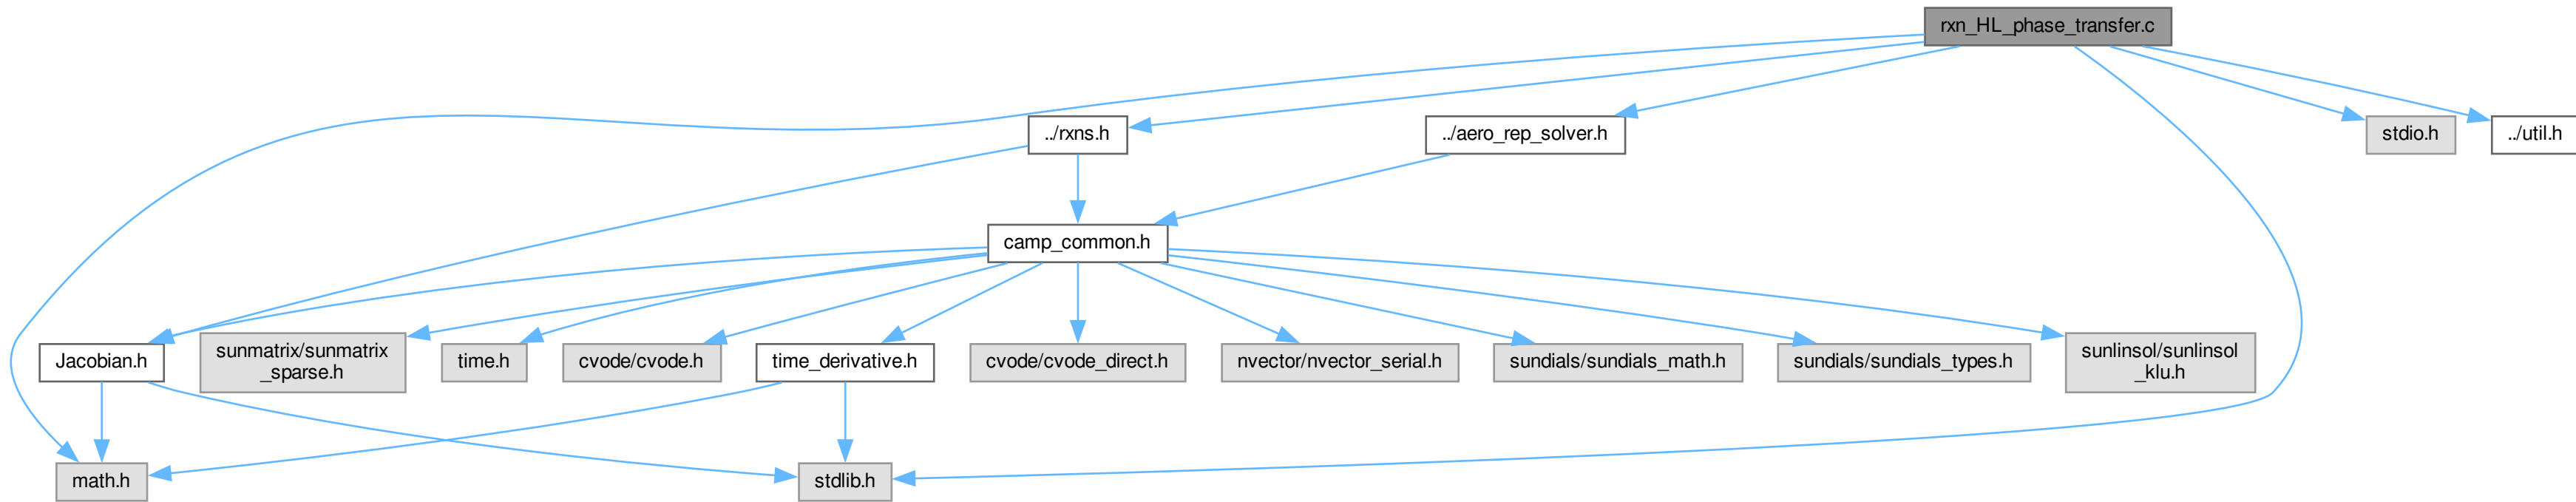 rxn_HL_phase_transfer.c
../rxns.h
../aero_rep_solver.h
stdio.h
../util.h
camp_common.h
Jacobian.h
sunmatrix/sunmatrix
_sparse.h
time.h
cvode/cvode.h
time_derivative.h
cvode/cvode_direct.h
nvector/nvector_serial.h
sundials/sundials_math.h
sundials/sundials_types.h
sunlinsol/sunlinsol
_klu.h
math.h
stdlib.h